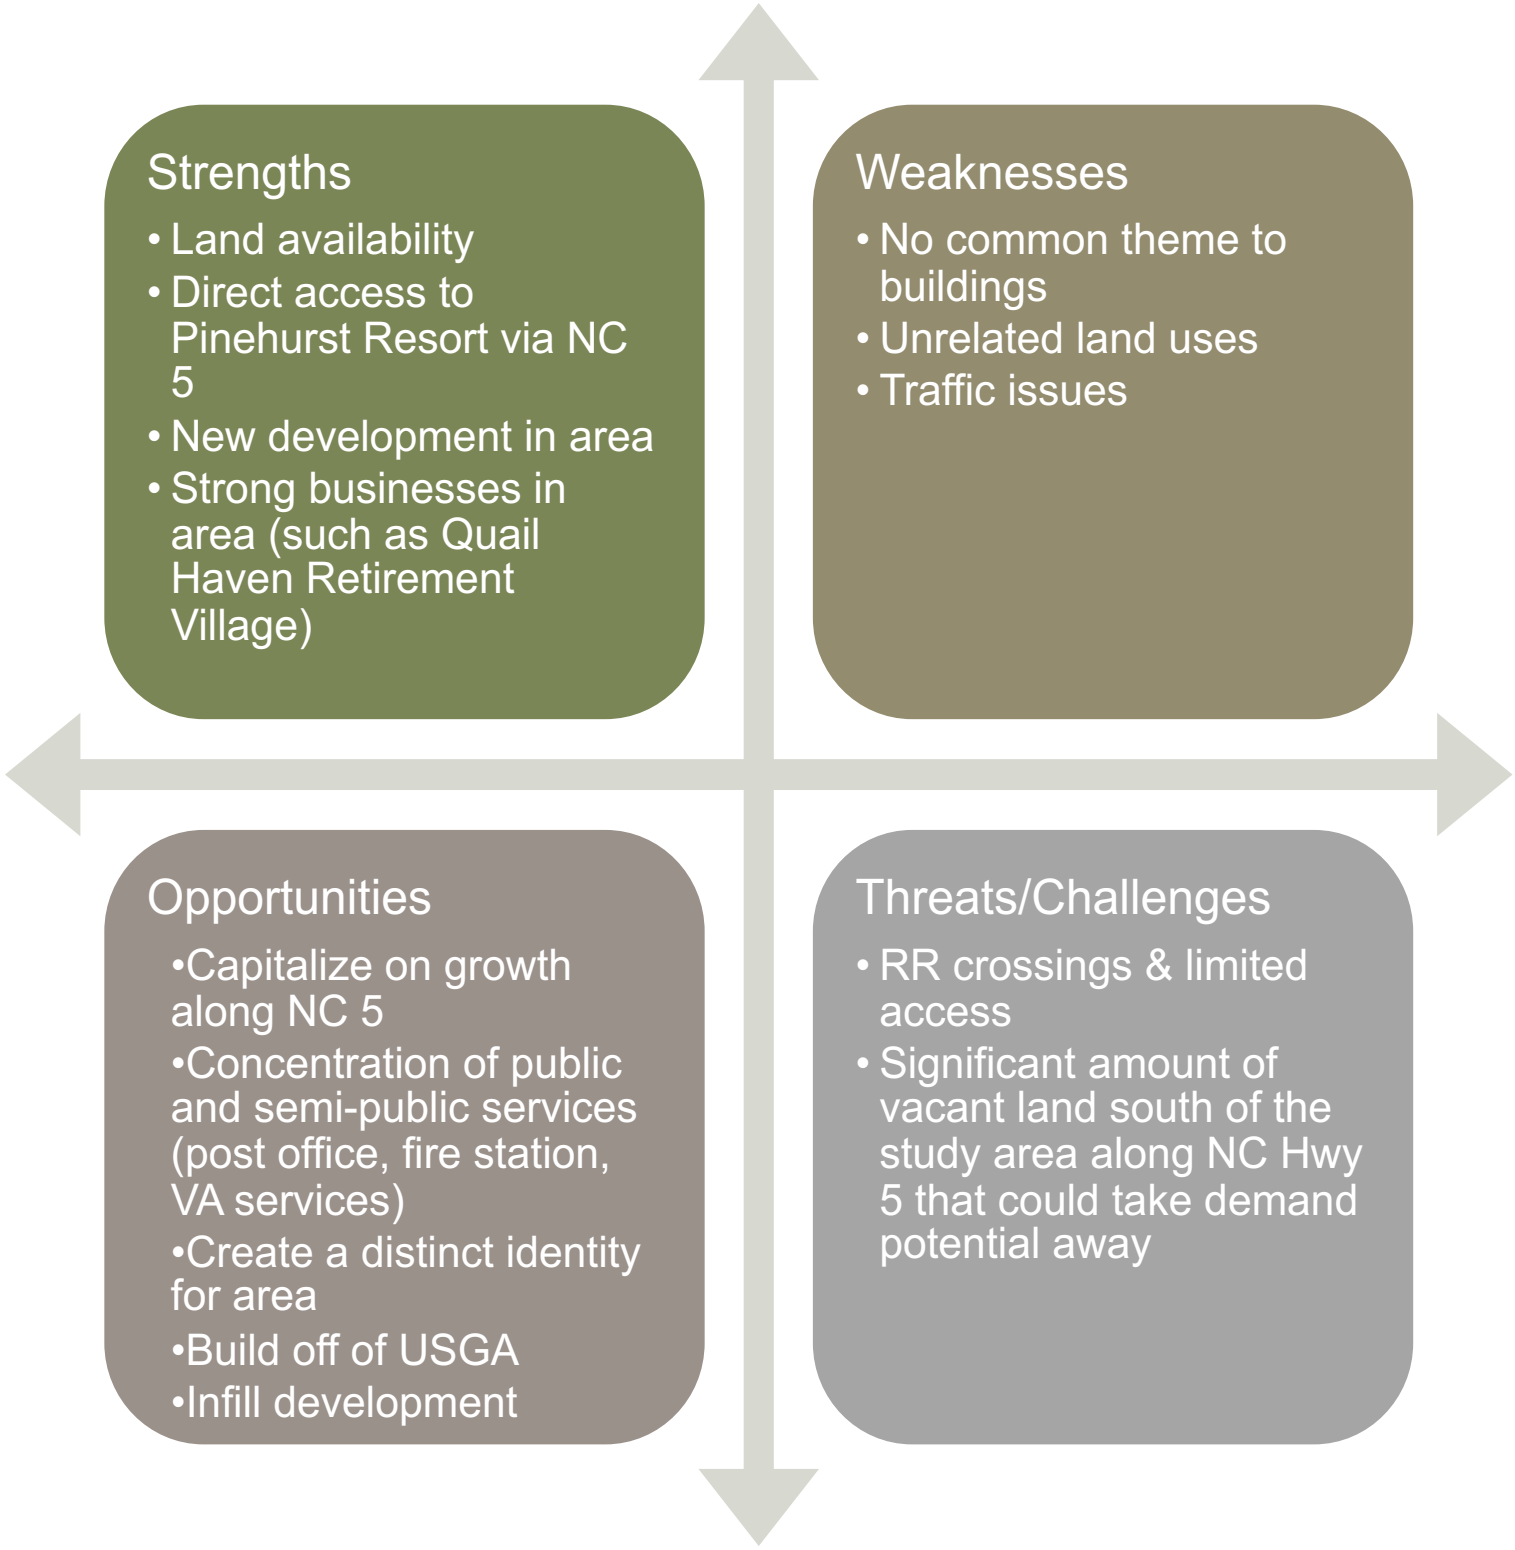 Strengths
• Land availability
• Direct access to
Pinehurst Resort via NC
5
• New development in area
• Strong businesses in
area (such as Quail
Haven Retirement
Village)
Weaknesses
• No common theme to
buildings
• Unrelated land uses
• Traffic issues
Opportunities
•Capitalize on growth
along NC 5
•Concentration of public
and semi-public services
(post office, fire station,
VA services)
•Create a distinct identity
for area
•Build off of USGA
•Infill development
Threats/Challenges
• RR crossings & limited
access
• Significant amount of
vacant land south of the
study area along NC Hwy
5 that could take demand
potential away